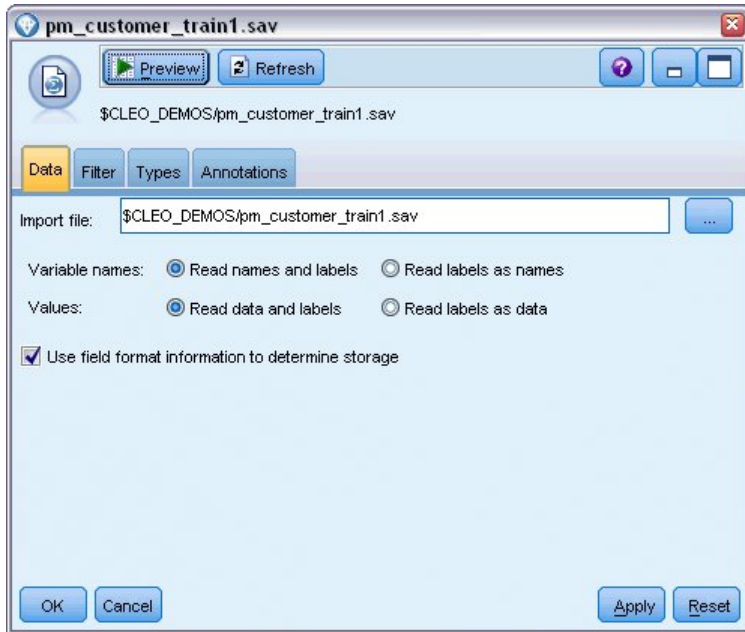 pm_customer_train1.sav
Preview Refresh
$CLEO_DEMOS/pm_customer_train1.sav
Data Filter Types Annotations
Import file: $CLEO_DEMOS/pm_customer_train1.sav ...
Variable names: Read names and labels Read labels as names
Values: Read data and labels Read labels as data
Use field format information to determine storage
OK Cancel Apply Reset